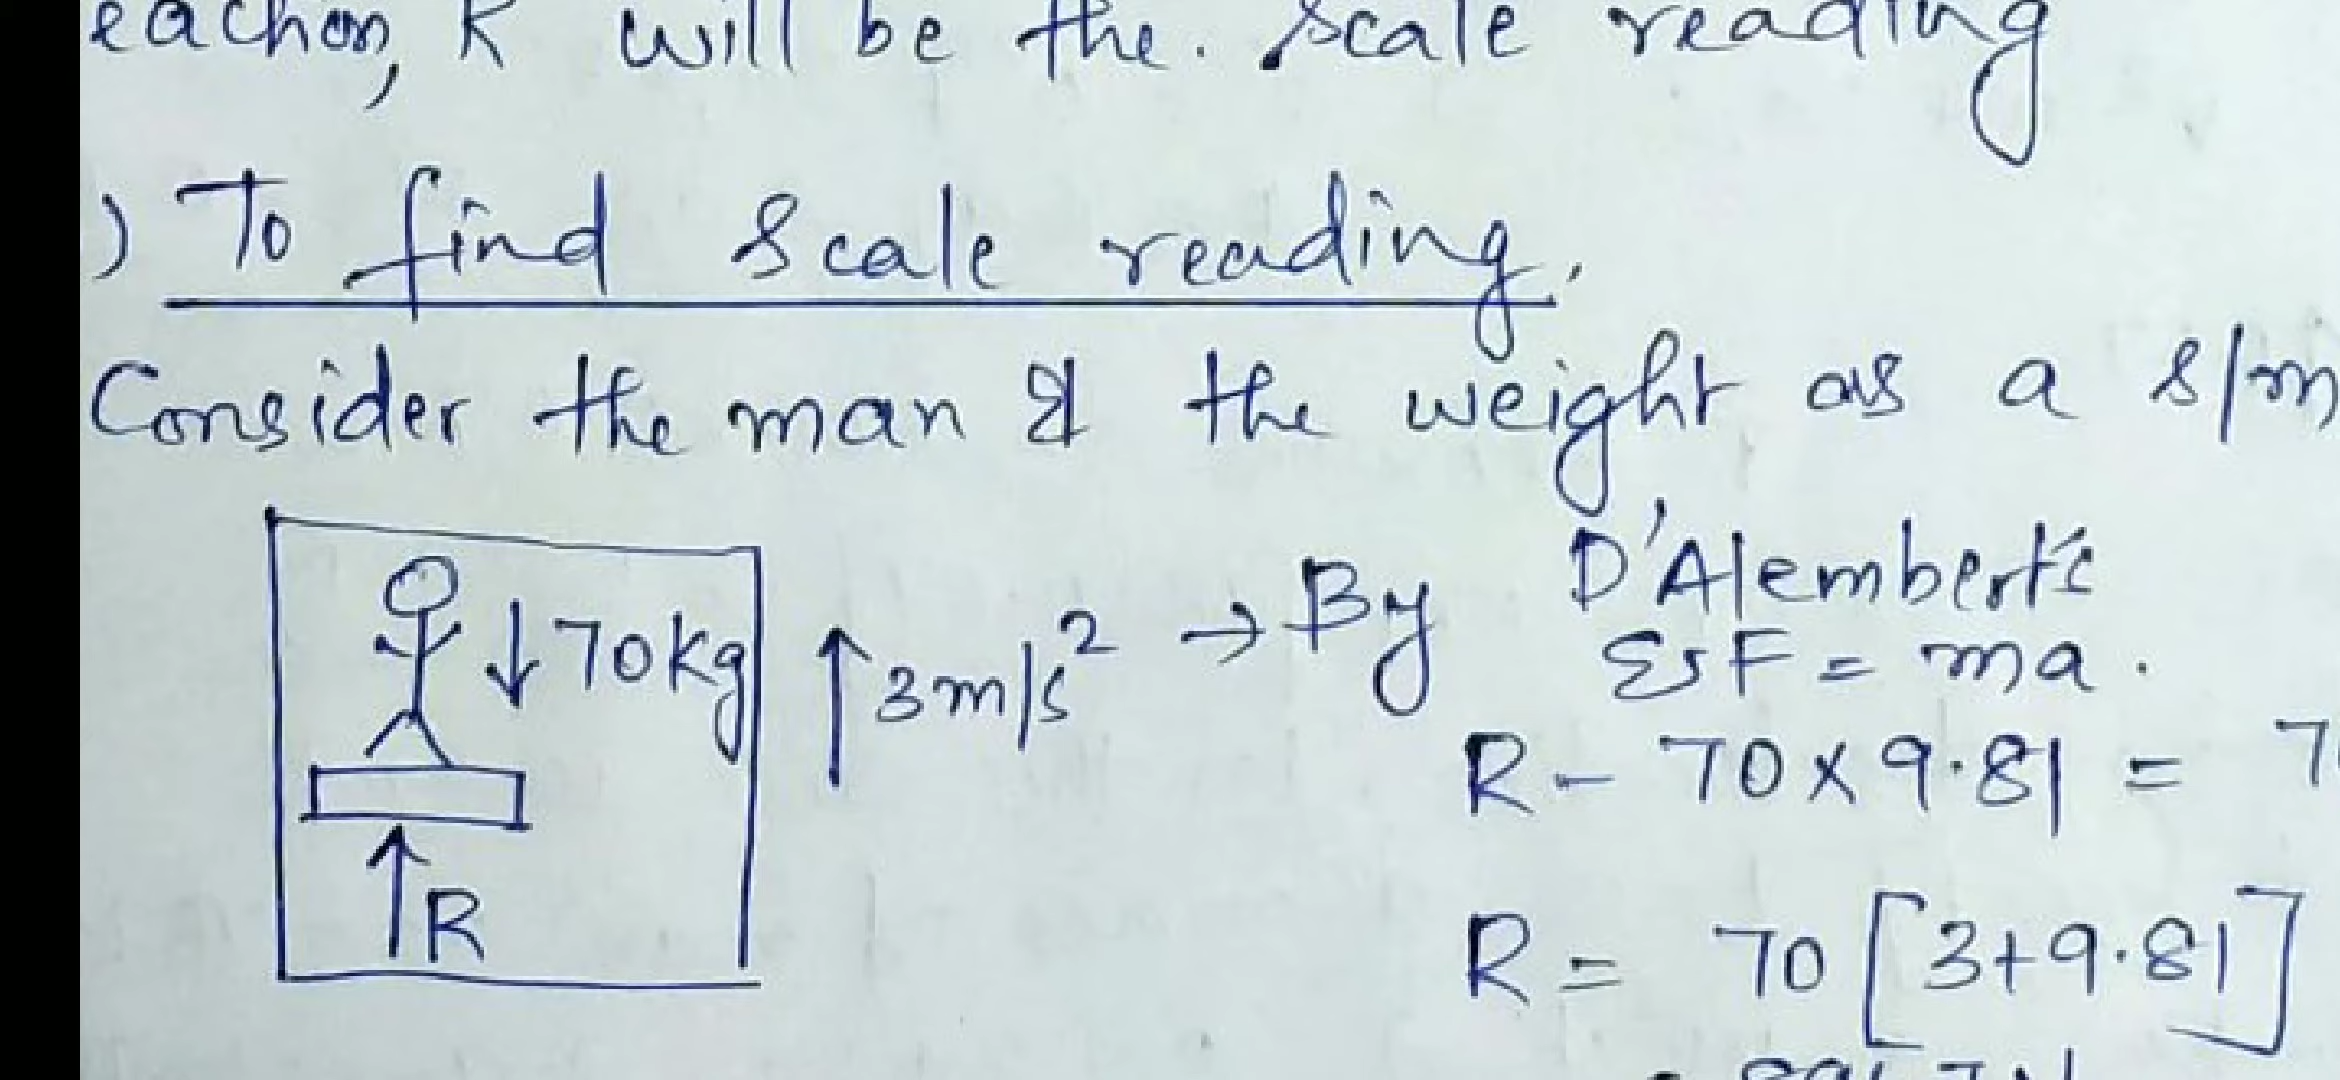 R will be the. scale reading
) To find scale reading.
Consider the man & the weight as a s/m
↓70kg
↑3m/s² → By D'Alembert's
ΣF = ma.
R - 70 x 9.81 = 7
R = 70 [3+9.81]
↑R